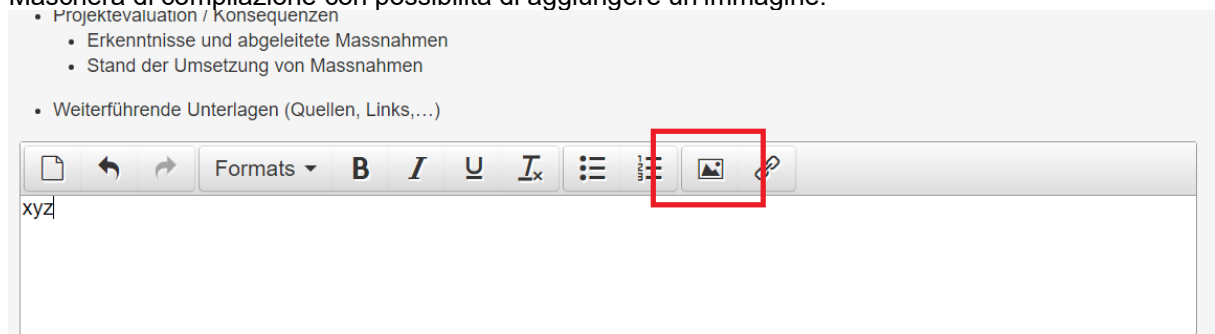 Maschera di compilazione con possibilità di aggiungere un'immagine.
• Projektevaluation / Konsequenzen
• Erkenntnisse und abgeleitete Massnahmen
• Stand der Umsetzung von Massnahmen
• Weiterführende Unterlagen (Quellen, Links,…)
Formats B I U Tx
xyz